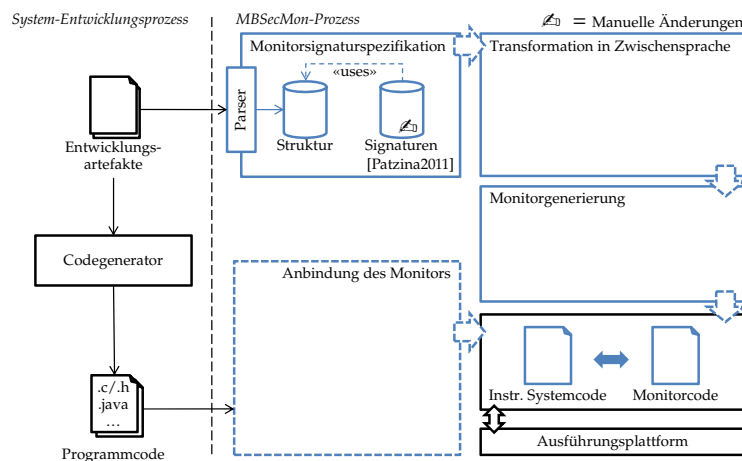 System-Entwicklungsprozess
MBSecMon-Prozess
= Manuelle Änderungen
Monitorsignaturspezifikation
Transformation in Zwischensprache
«uses»
Parser
Struktur
Signaturen
[Patzina2011]
Entwicklungs-
artefakte
Monitorgenerierung
Codegenerator
Anbindung des Monitors
.c/.h
.java
…
Instr. Systemcode
Monitorcode
Programmcode
Ausführungsplattform